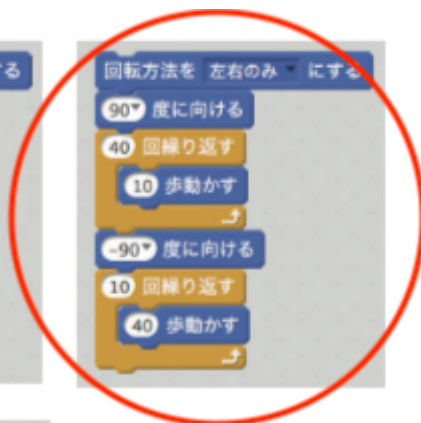 する
回転方法を 左右のみ にする
90 度に向ける
40 回繰り返す
10 歩動かす
-90 度に向ける
10 回繰り返す
40 歩動かす